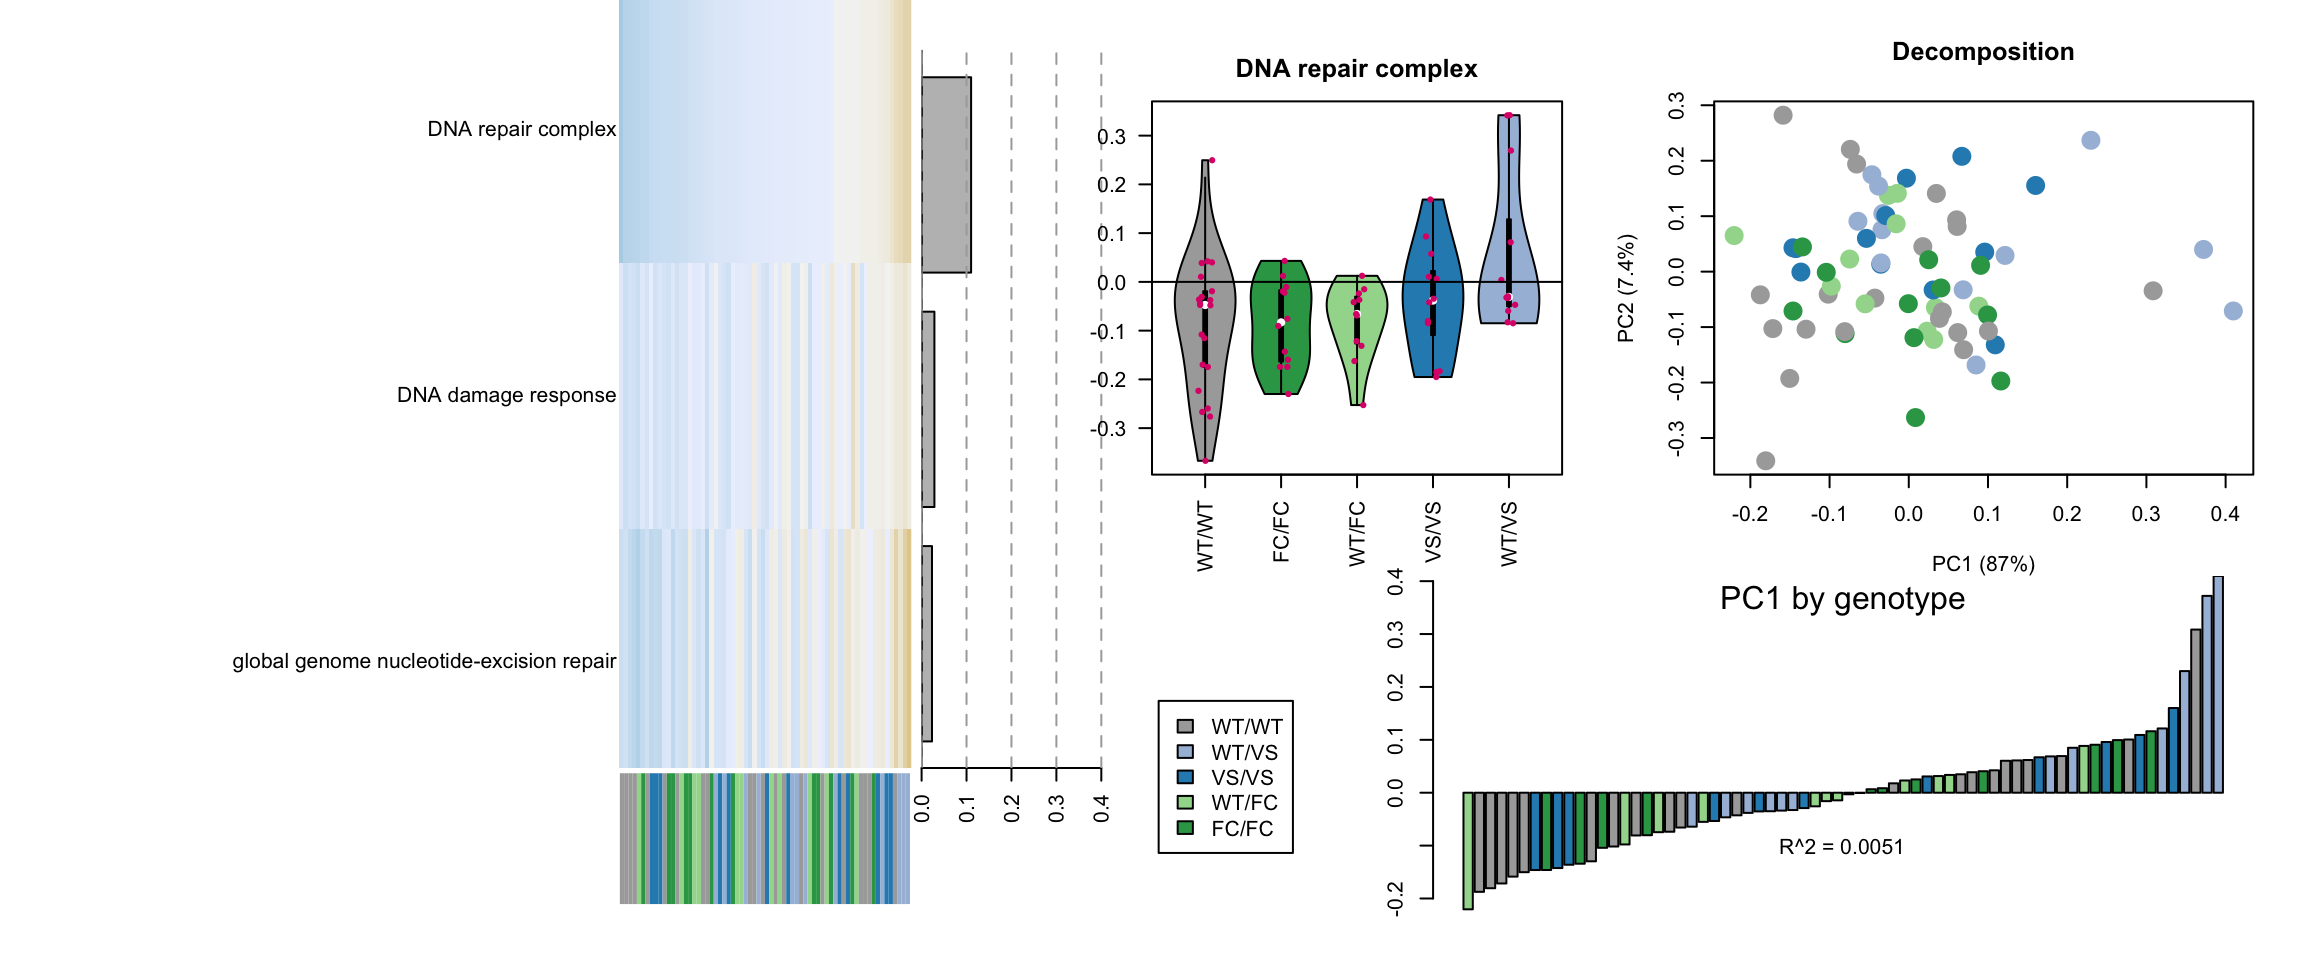 DNA repair complex
DNA damage response
global genome nucleotide-excision repair
0.0
0.1
0.2
0.3
0.4
DNA repair complex
0.3
0.2
0.1
0.0
-0.1
-0.2
-0.3
WT/WT
FC/FC
WT/FC
VS/VS
WT/VS
Decomposition
PC2 (7.4%)
0.3
0.2
0.1
0.0
-0.1
-0.2
-0.3
-0.2
-0.1
0.0
0.1
0.2
0.3
0.4
PC1 (87%)
WT/WT
WT/VS
VS/VS
WT/FC
FC/FC
PC1 by genotype
0.4
0.3
0.2
0.1
0.0
-0.2
R^2 = 0.0051